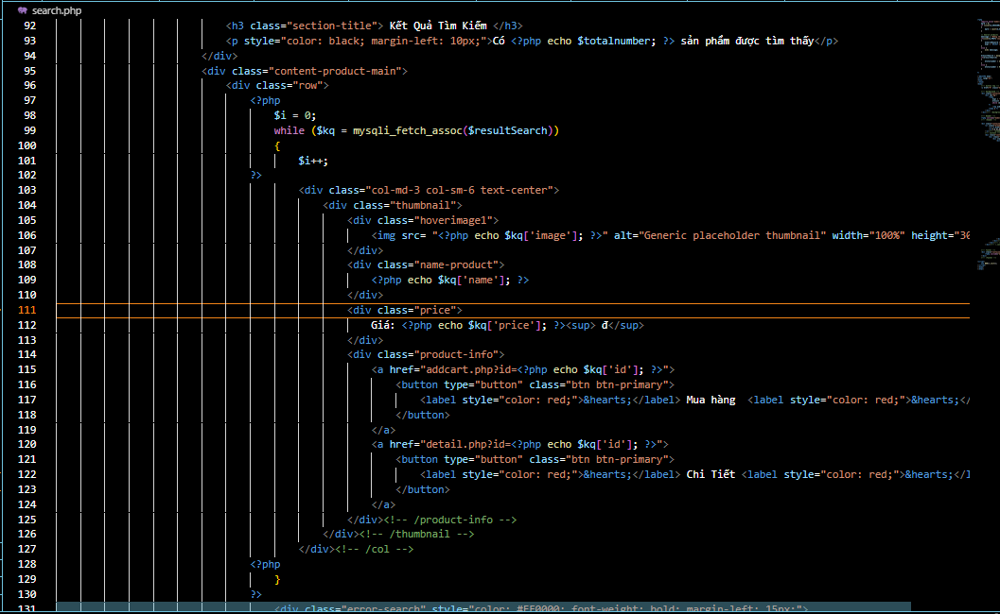 search.php
92 <h3 class="section-title"> Kết Quả Tìm Kiếm </h3>
93 <p style="color: black; margin-left: 10px;">Có <?php echo $totalnumber; ?> sản phẩm được tìm thấy</p>
94 </div>
95 <div class="content-product-main">
96 <div class="row">
97 <?php
98 $i = 0;
99 while ($kq = mysqli_fetch_assoc($resultSearch))
100 {
101 $i++;
102 ?>
103 <div class="col-md-3 col-sm-6 text-center">
104 <div class="thumbnail">
105 <div class="hoverimage1">
106 <img src= "<?php echo $kq['image']; ?>" alt="Generic placeholder thumbnail" width="100%" height="30
107 </div>
108 <div class="name-product">
109 <?php echo $kq['name']; ?>
110 </div>
111 <div class="price">
112 Giá: <?php echo $kq['price']; ?><sup> đ</sup>
113 </div>
114 <div class="product-info">
115 <a href="addcart.php?id=<?php echo $kq['id']; ?>">
116 <button type="button" class="btn btn-primary">
117 <label style="color: red;">&hearts;</label> Mua hàng  <label style="color: red;">&hearts;</
118 </button>
119 </a>
120 <a href="detail.php?id=<?php echo $kq['id']; ?>">
121 <button type="button" class="btn btn-primary">
122 <label style="color: red;">&hearts;</label> Chi Tiết <label style="color: red;">&hearts;</l
123 </button>
124 </a>
125 </div><!-- /product-info -->
126 </div><!-- /thumbnail -->
127 </div><!-- /col -->
128 <?php
129 }
130 ?>
131 <div class="error-search" style="color: #FF0000; font-weight: bold; margin-left: 15px;">